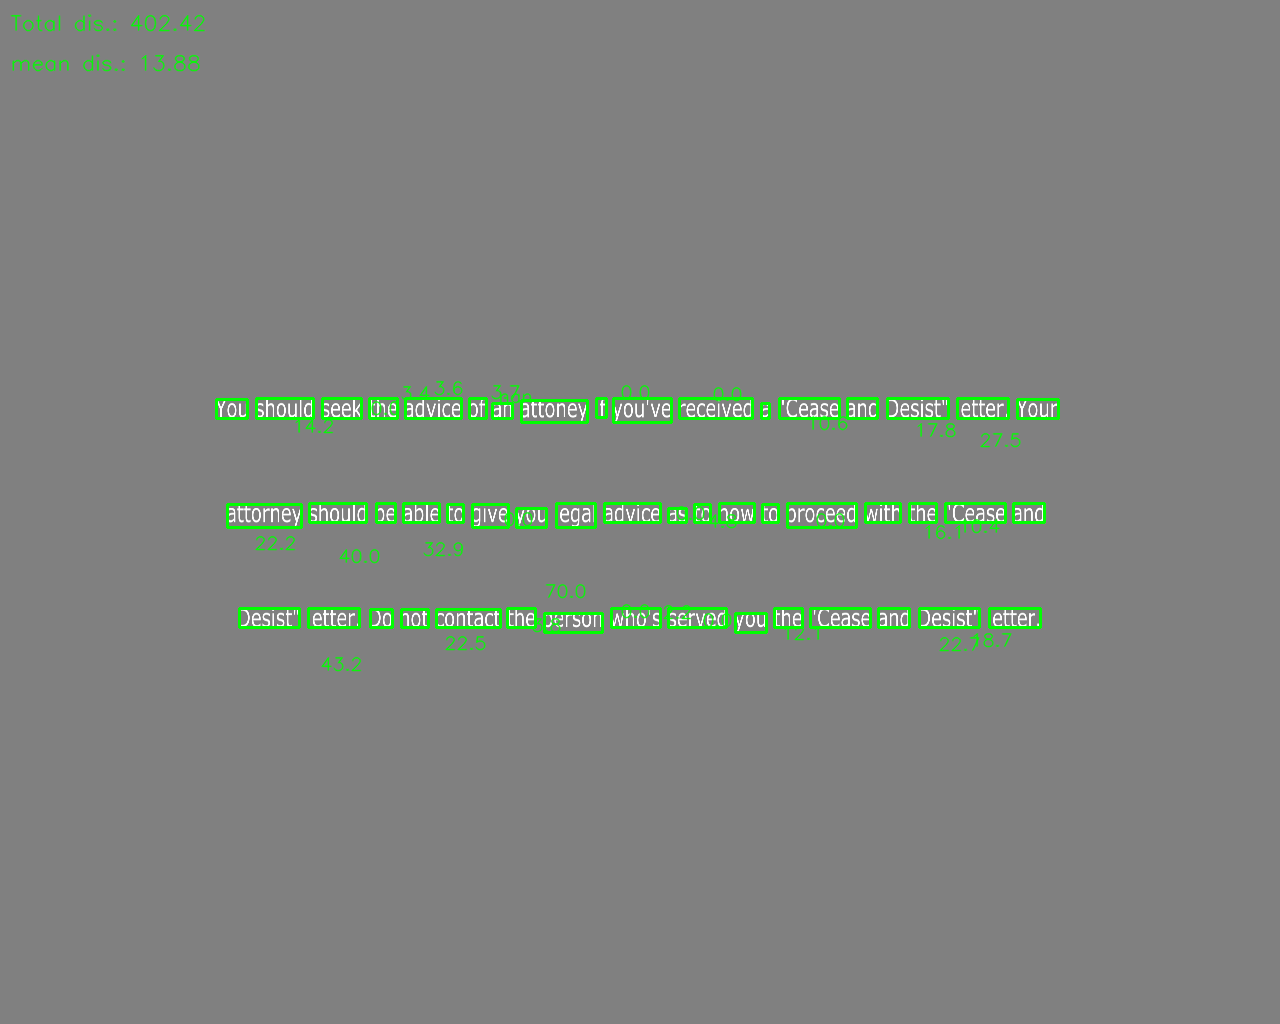 Total dis.: 402.42
mean dis.: 13.88
3.4 3.6 3.7 0.0 0.0
You should seek the advice of an attoney if you've received a "Cease and Desist" letter. Your
14.2 10.6 17.8 27.5
attorney should be able to give you legal advice as to how to proceed with the "Cease and
16.1
22.2 40.0 32.9
70.0
Desist" letter. Do not contact the person who's served you the "Cease and Desist" letter.
12.1 22.7 18.7
22.5
43.2